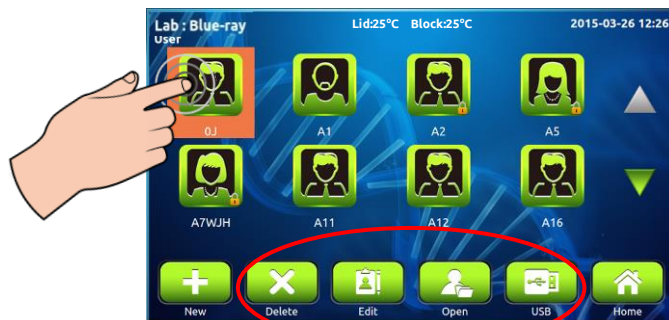 Lab : Blue-ray Lid:25°C Block:25°C 2015-03-26 12:26
User
0J A1 A2 A5
A7WJH A11 A12 A16
New Delete Edit Open USB Home